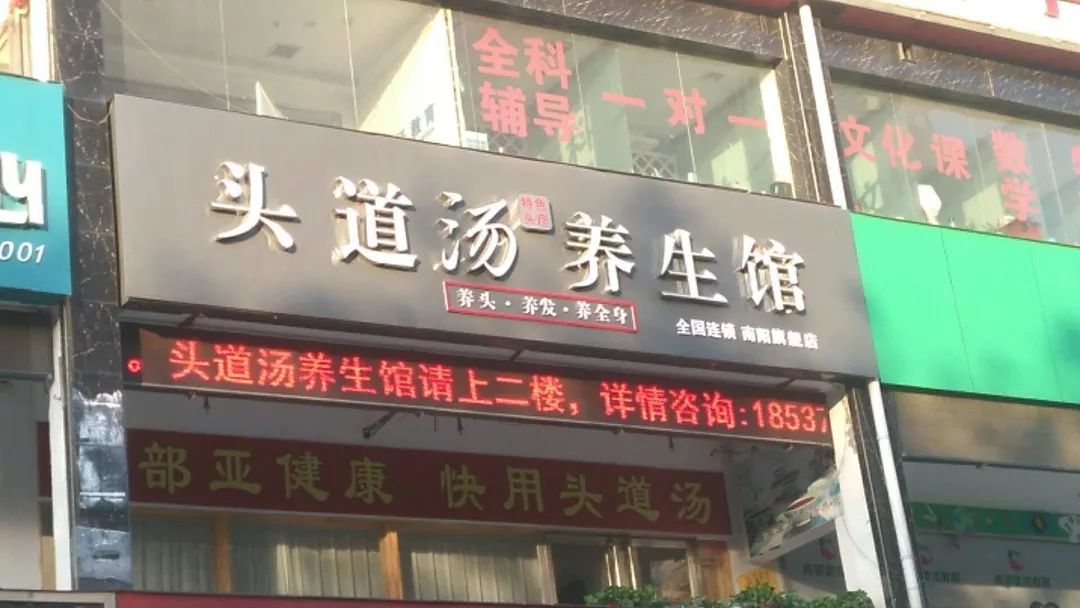 全科
辅导 一对一
文化课 数学
教育
头道汤养生馆
特色
头疗
养头·养发·养全身
全国连锁 南阳旗舰店
001
头道汤养生馆请上二楼，详情咨询:18537
部亚健康 快用头道汤